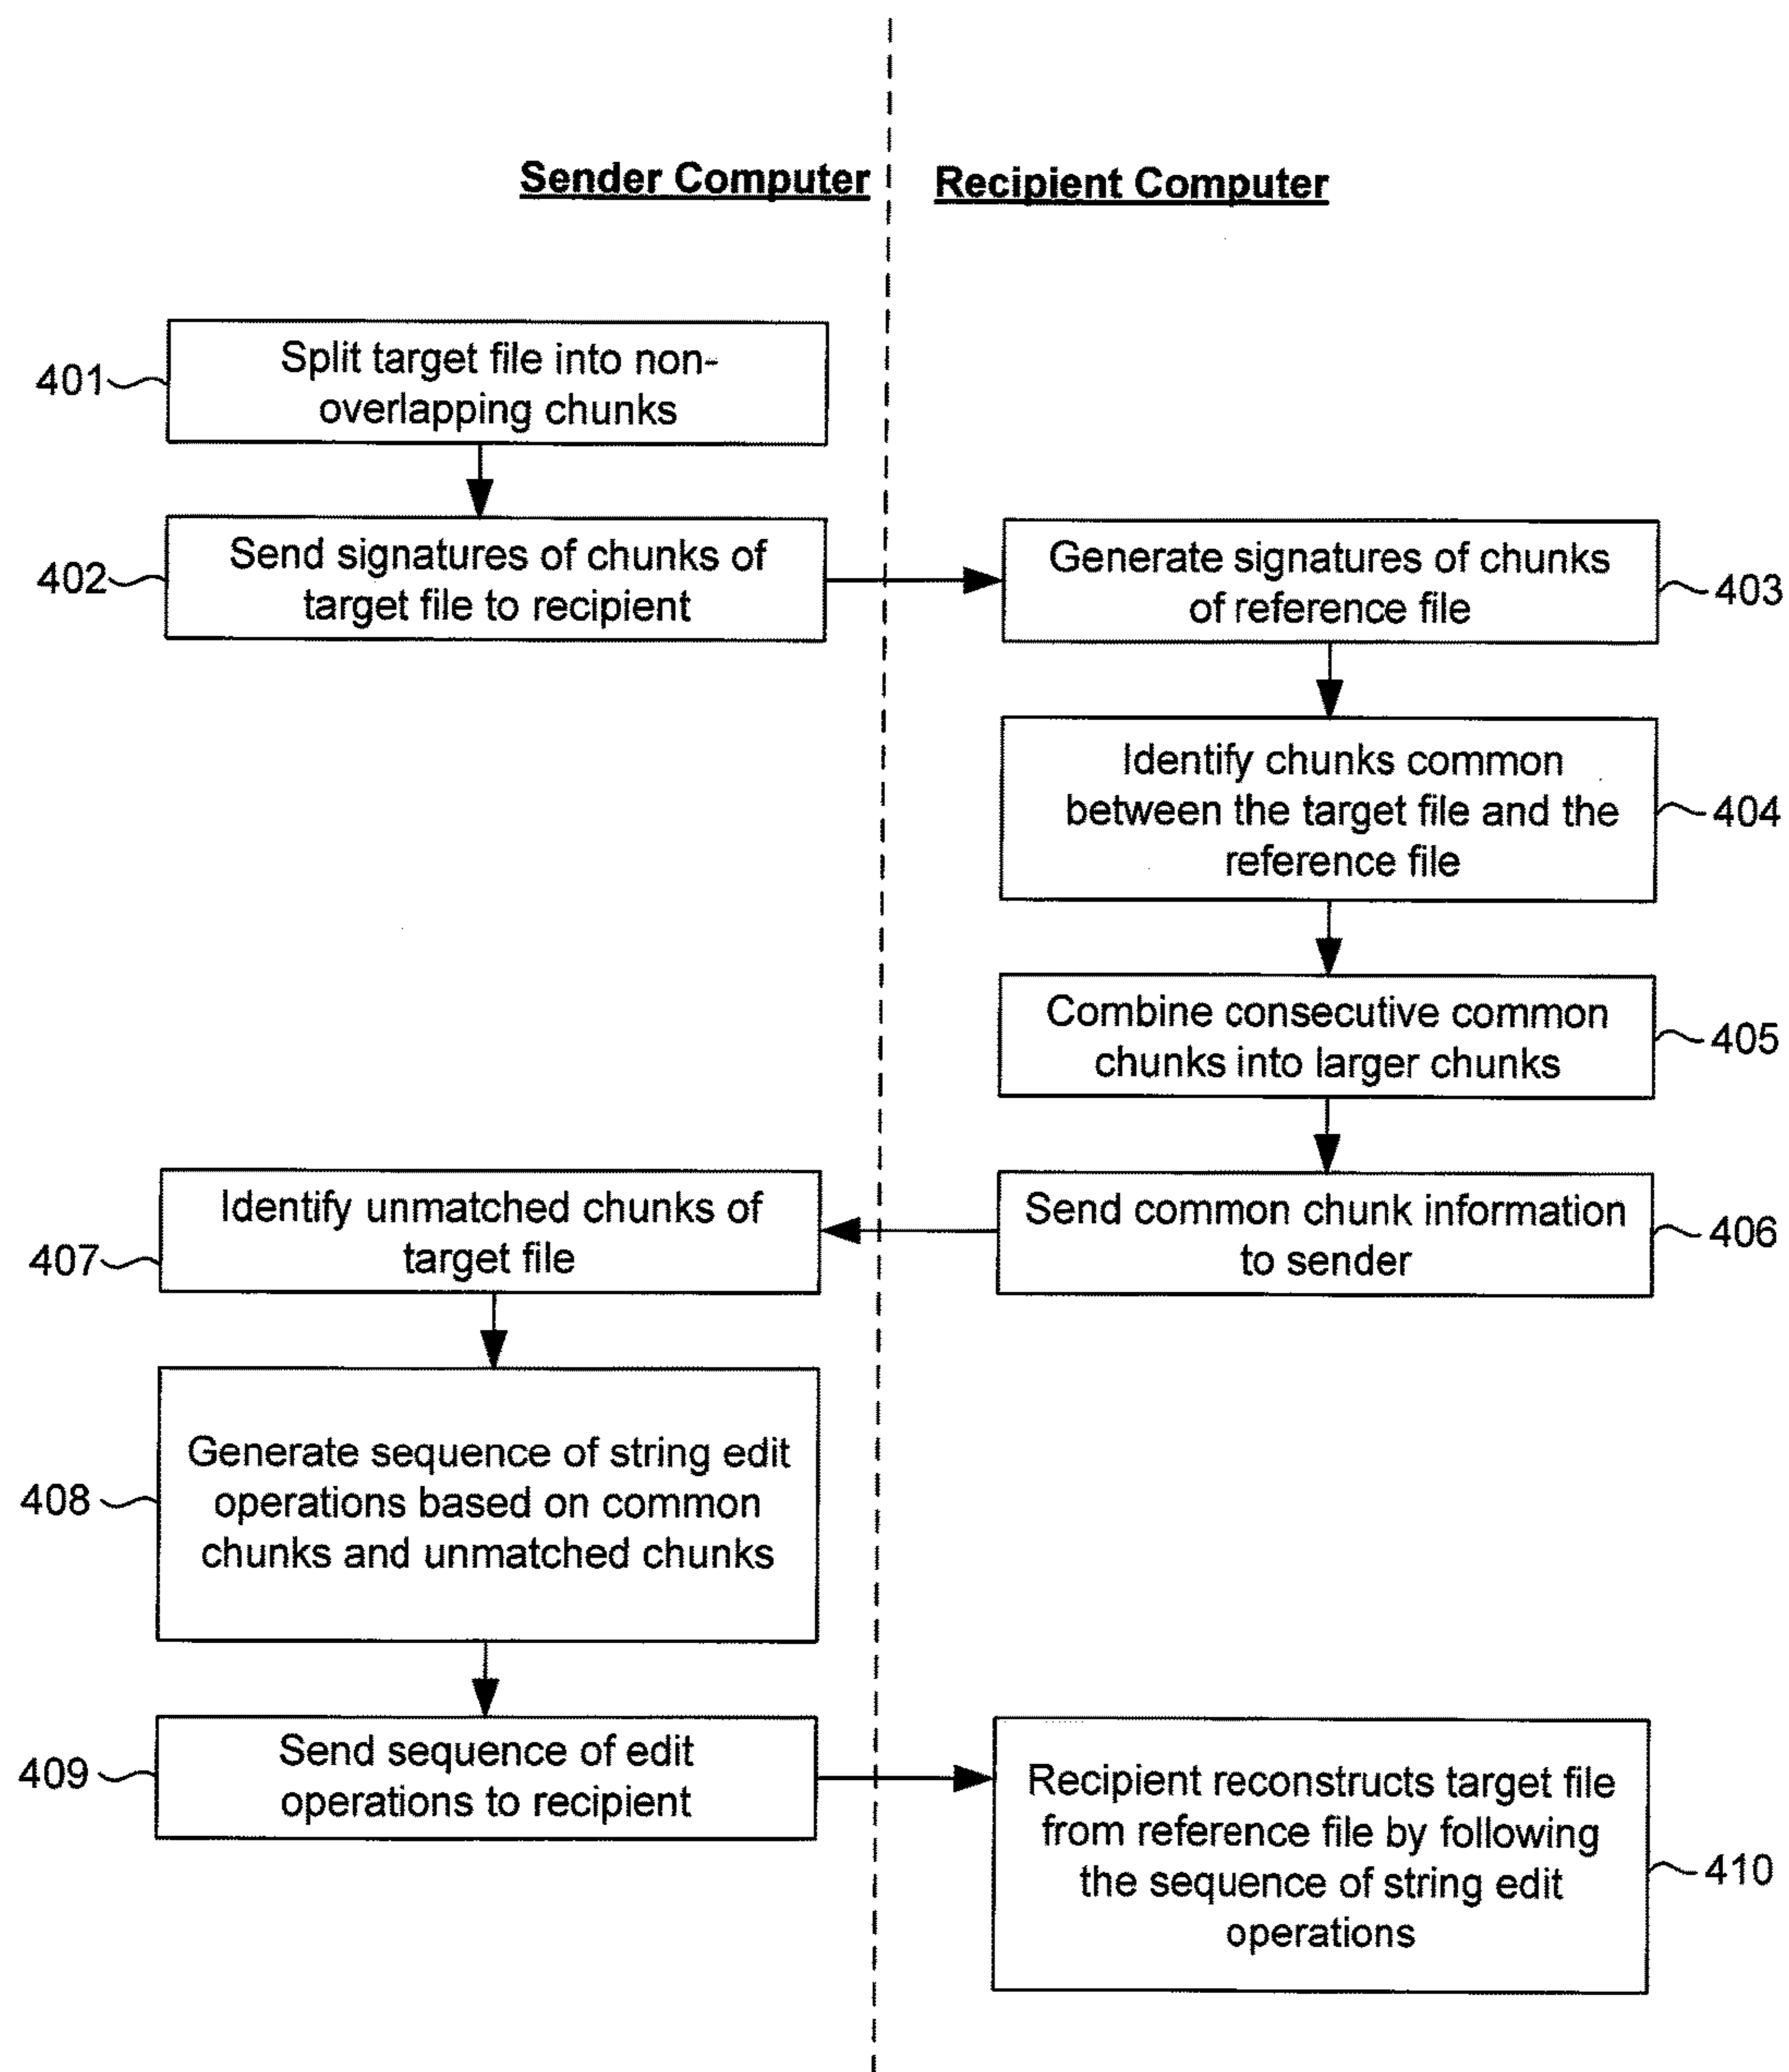 Sender Computer
Recipient Computer
401
Split target file into non-
overlapping chunks
402
Send signatures of chunks of
target file to recipient
Generate signatures of chunks
of reference file
403
Identify chunks common
between the target file and the
reference file
404
Combine consecutive common
chunks into larger chunks
405
Send common chunk information
to sender
406
Identify unmatched chunks of
target file
407
Generate sequence of string edit
operations based on common
chunks and unmatched chunks
408
Send sequence of edit
operations to recipient
409
Recipient reconstructs target file
from reference file by following
the sequence of string edit
operations
410